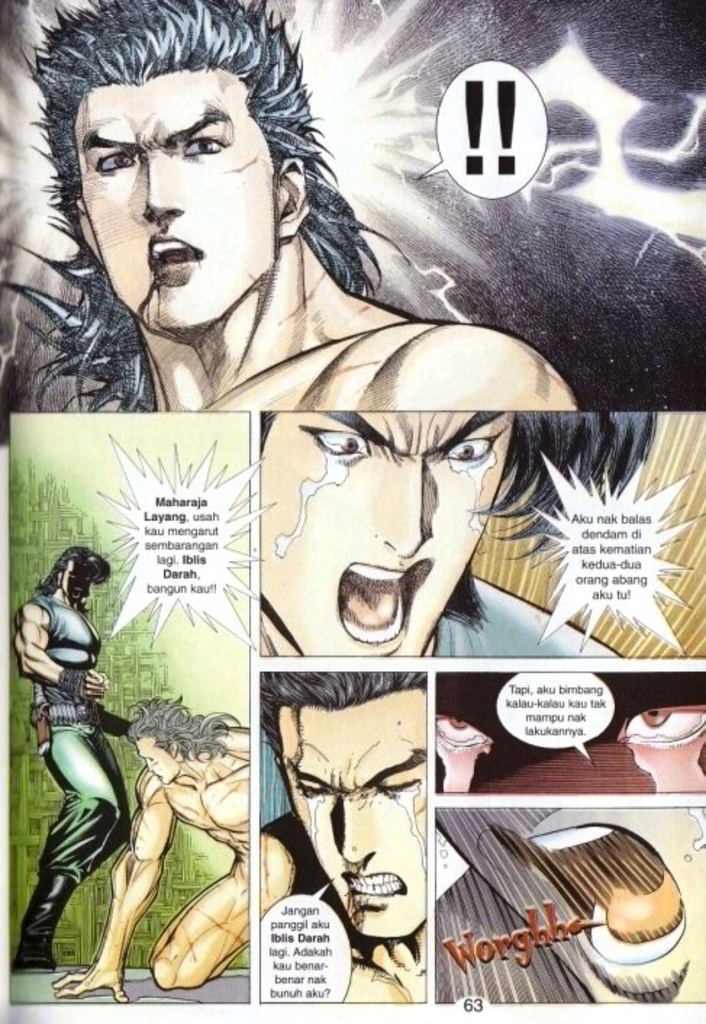 !!
Maharaja
Layang, usah
kau mengarut
sembarangan
lagi. Iblis
Darah,
bangun kau!!
Aku nak balas
dendam di
atas kematian
kedua-dua
orang abang
aku tu!
Jangan
panggil aku
Iblis Darah
lagi. Adakah
kau benar-
benar nak
bunuh aku?
Tapi, aku bimbang
kalau-kalau kau tak
mampu nak
lakukannya.
Worghhh
63